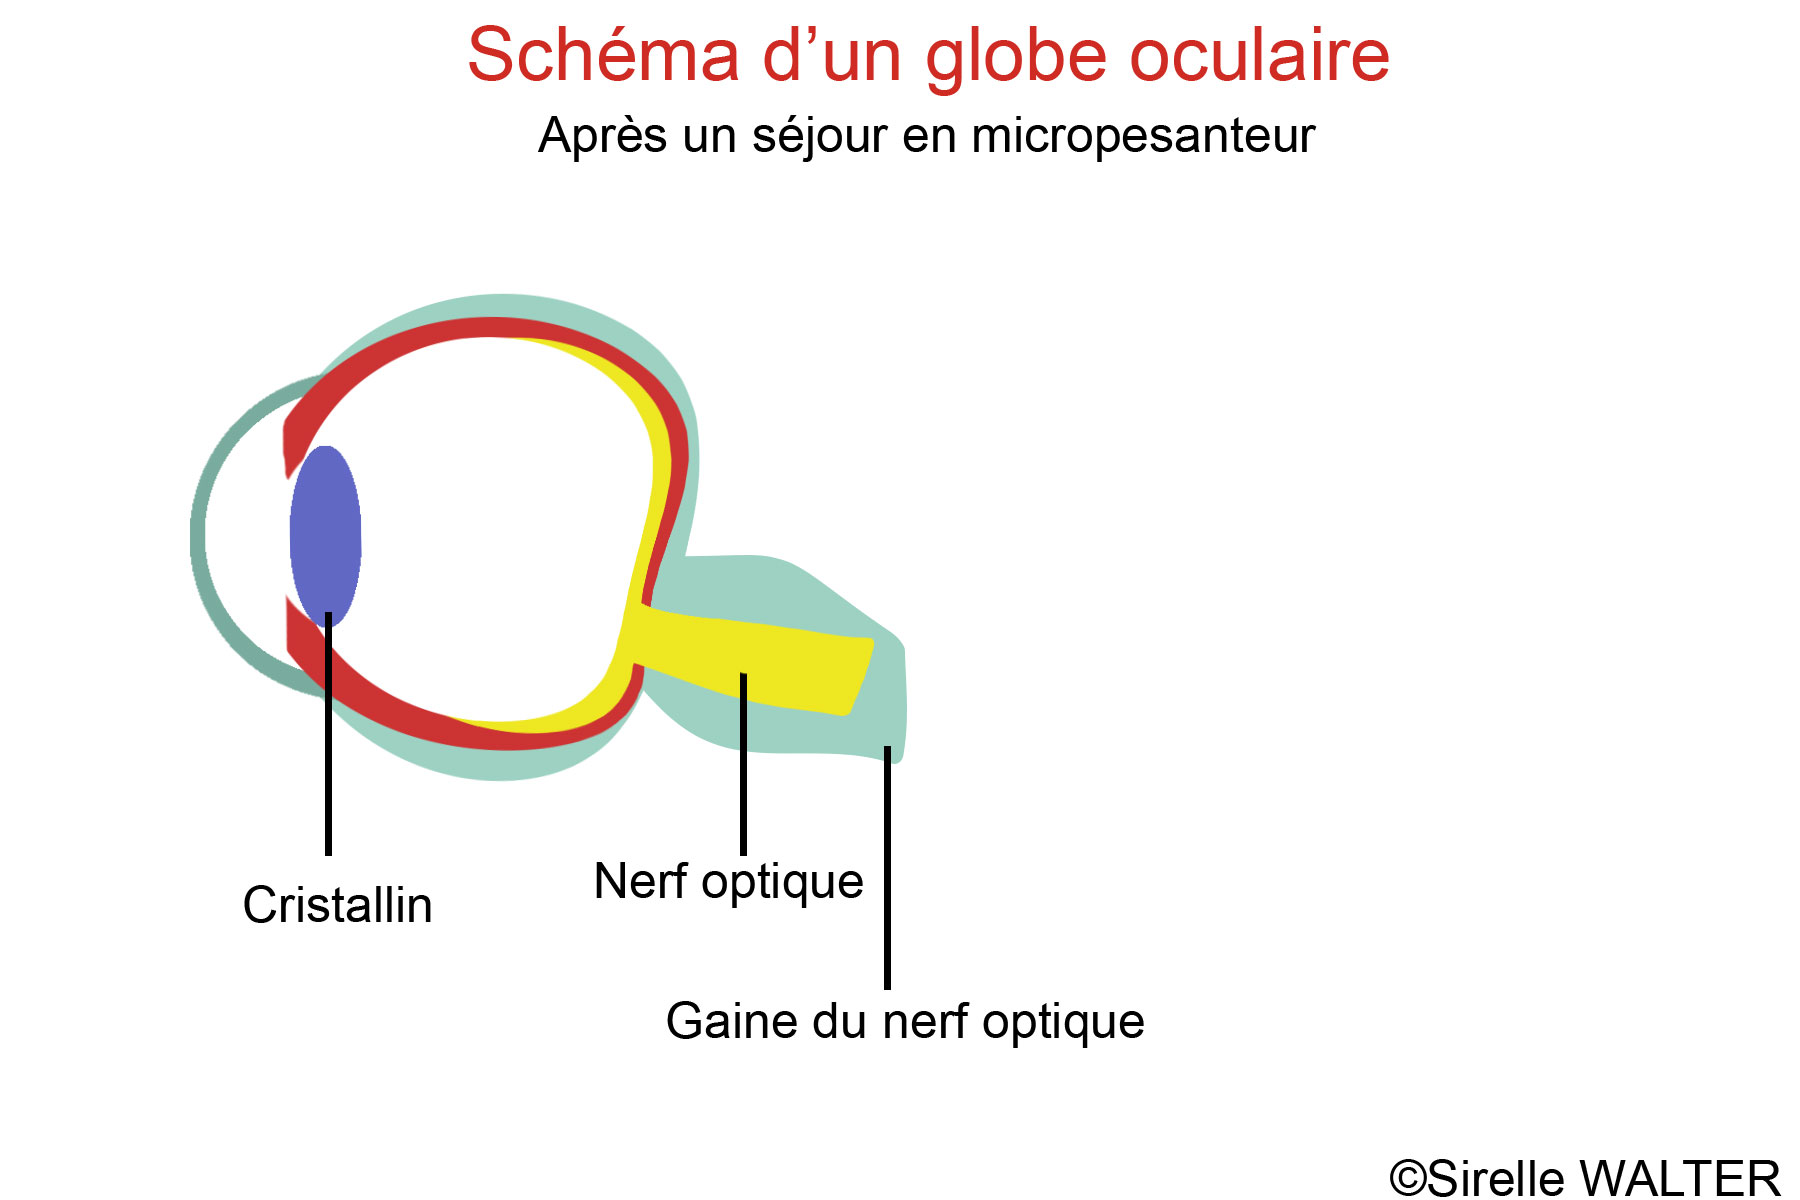 Schéma d’un globe oculaire
Après un séjour en micropesanteur
Cristallin
Nerf optique
Gaine du nerf optique
©Sirelle WALTER